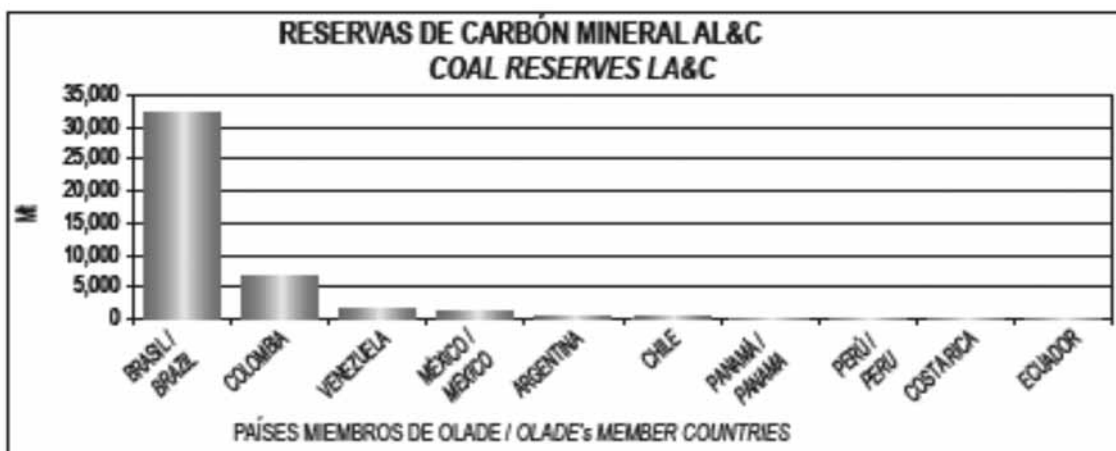 RESERVAS DE CARBÓN MINERAL AL&C
COAL RESERVES LA&C
35,000
30,000
25,000
20,000
15,000
10,000
5,000
0
Mt
BRASIL /
BRAZIL
COLOMBIA
VENEZUELA
MÉXICO /
MEXICO
ARGENTINA
CHILE
PANAMÁ /
PANAMA
PERÚ /
PERU
COSTA RICA
ECUADOR
PAÍSES MIEMBROS DE OLADE / OLADE's MEMBER COUNTRIES